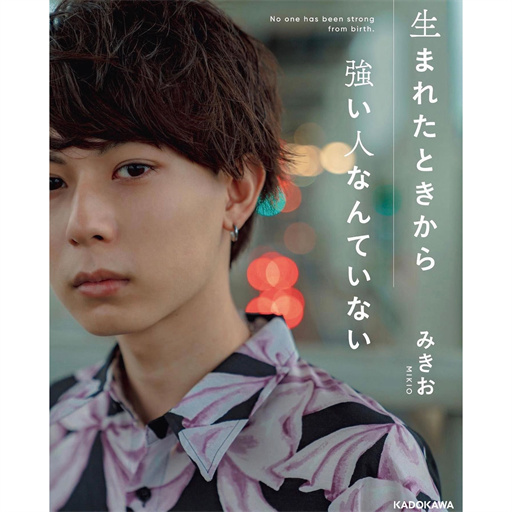 No one has been strong
from birth.
生まれたときから
強い人なんていない
みきお
MIKIO
KADOKAWA